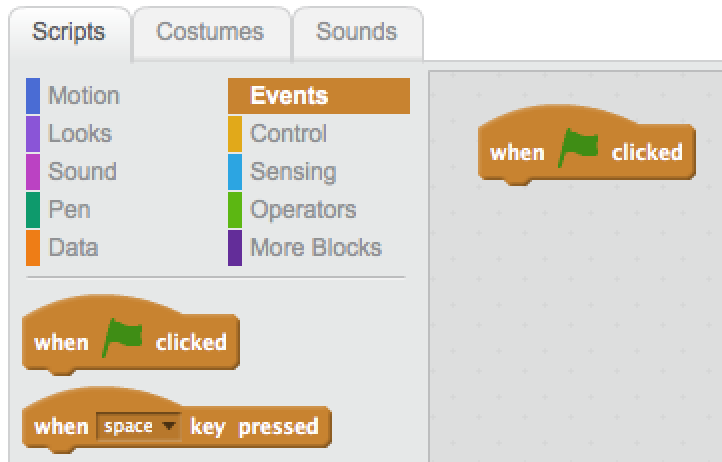 Scripts Costumes Sounds
Motion Events
Looks Control
Sound Sensing
Pen Operators
Data More Blocks
when clicked
when space key pressed
when clicked